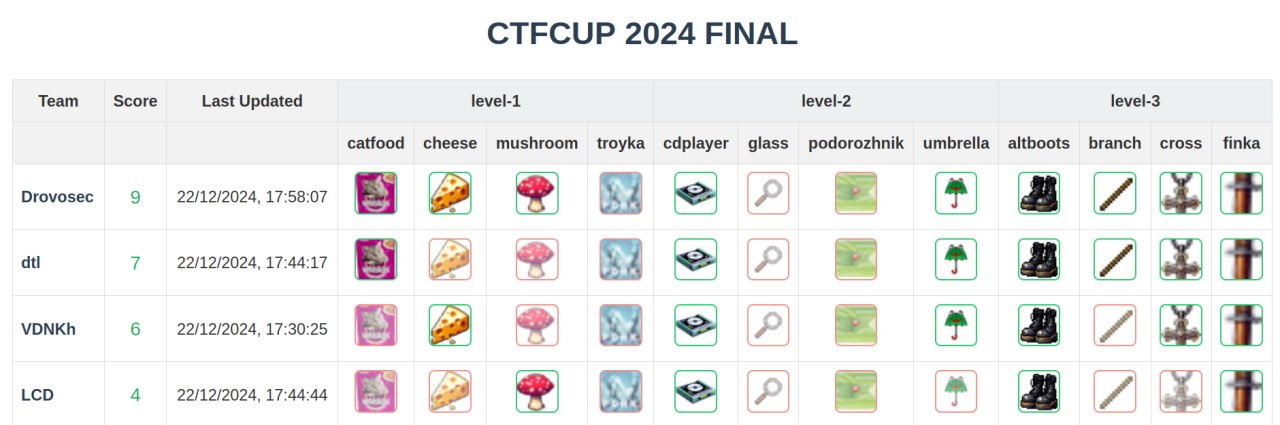 CTFCUP 2024 FINAL
Team Score Last Updated level-1 level-2 level-3
catfood cheese mushroom troyka cdplayer glass podorozhnik umbrella altboots branch cross finka
Drovosec 9 22/12/2024, 17:58:07
dtl 7 22/12/2024, 17:44:17
VDNKh 6 22/12/2024, 17:30:25
LCD 4 22/12/2024, 17:44:44